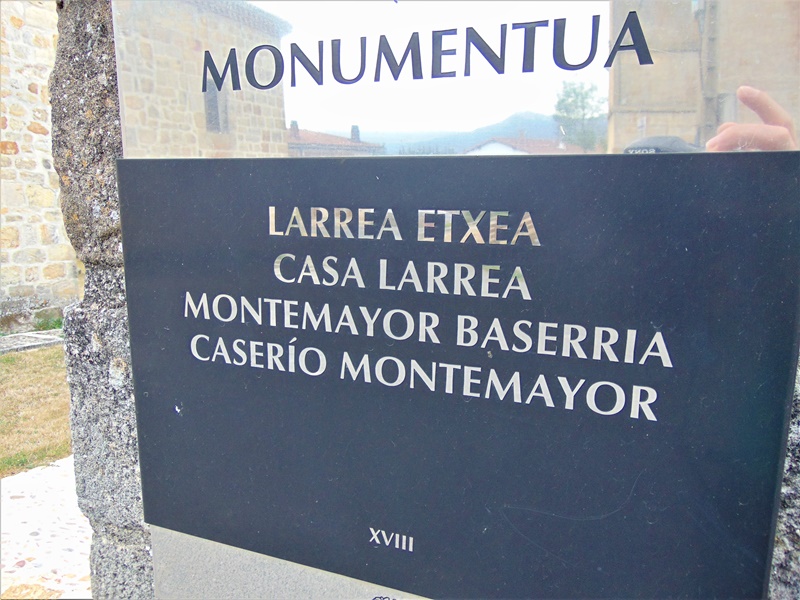 MONUMENTUA
LARREA ETXEA
CASA LARREA
MONTEMAYOR BASERRIA
CASERÍO MONTEMAYOR
XVIII